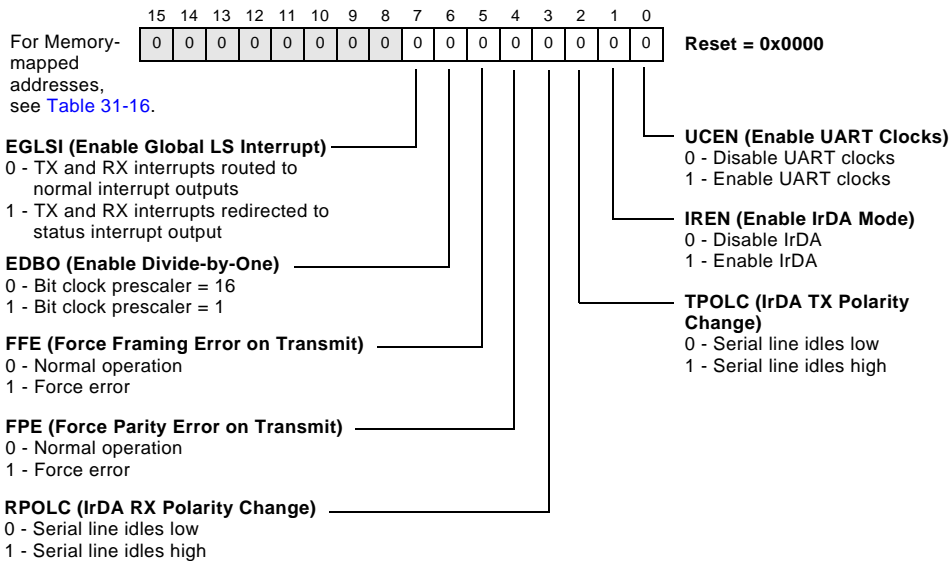 15 14 13 12 11 10 9 8 7 6 5 4 3 2 1 0
For Memory-
mapped
addresses,
see Table 31-16.
0 0 0 0 0 0 0 0 0 0 0 0 0 0 0 0
Reset = 0x0000
EGLSI (Enable Global LS Interrupt)
0 - TX and RX interrupts routed to
normal interrupt outputs
1 - TX and RX interrupts redirected to
status interrupt output
EDBO (Enable Divide-by-One)
0 - Bit clock prescaler = 16
1 - Bit clock prescaler = 1
FFE (Force Framing Error on Transmit)
0 - Normal operation
1 - Force error
FPE (Force Parity Error on Transmit)
0 - Normal operation
1 - Force error
RPOLC (IrDA RX Polarity Change)
0 - Serial line idles low
1 - Serial line idles high
UCEN (Enable UART Clocks)
0 - Disable UART clocks
1 - Enable UART clocks
IREN (Enable IrDA Mode)
0 - Disable IrDA
1 - Enable IrDA
TPOLC (IrDA TX Polarity
Change)
0 - Serial line idles low
1 - Serial line idles high